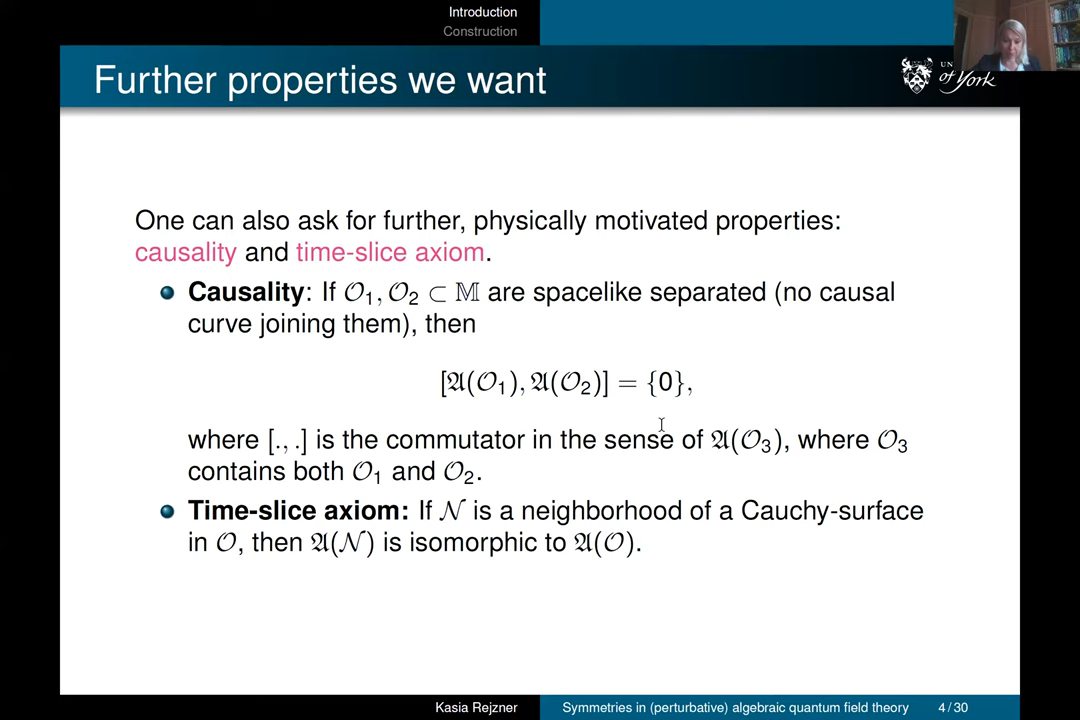 Introduction
Construction
Further properties we want
UN
of York
One can also ask for further, physically motivated properties:
causality and time-slice axiom.
Causality: If 𝒪₁, 𝒪₂ ⊂ 𝕄 are spacelike separated (no causal
curve joining them), then
[𝔄(𝒪₁), 𝔄(𝒪₂)] = {0},
where [., .] is the commutator in the sense of 𝔄(𝒪₃), where 𝒪₃
contains both 𝒪₁ and 𝒪₂.
Time-slice axiom: If 𝒩 is a neighborhood of a Cauchy-surface
in 𝒪, then 𝔄(𝒩) is isomorphic to 𝔄(𝒪).
Kasia Rejzner
Symmetries in (perturbative) algebraic quantum field theory
4/30